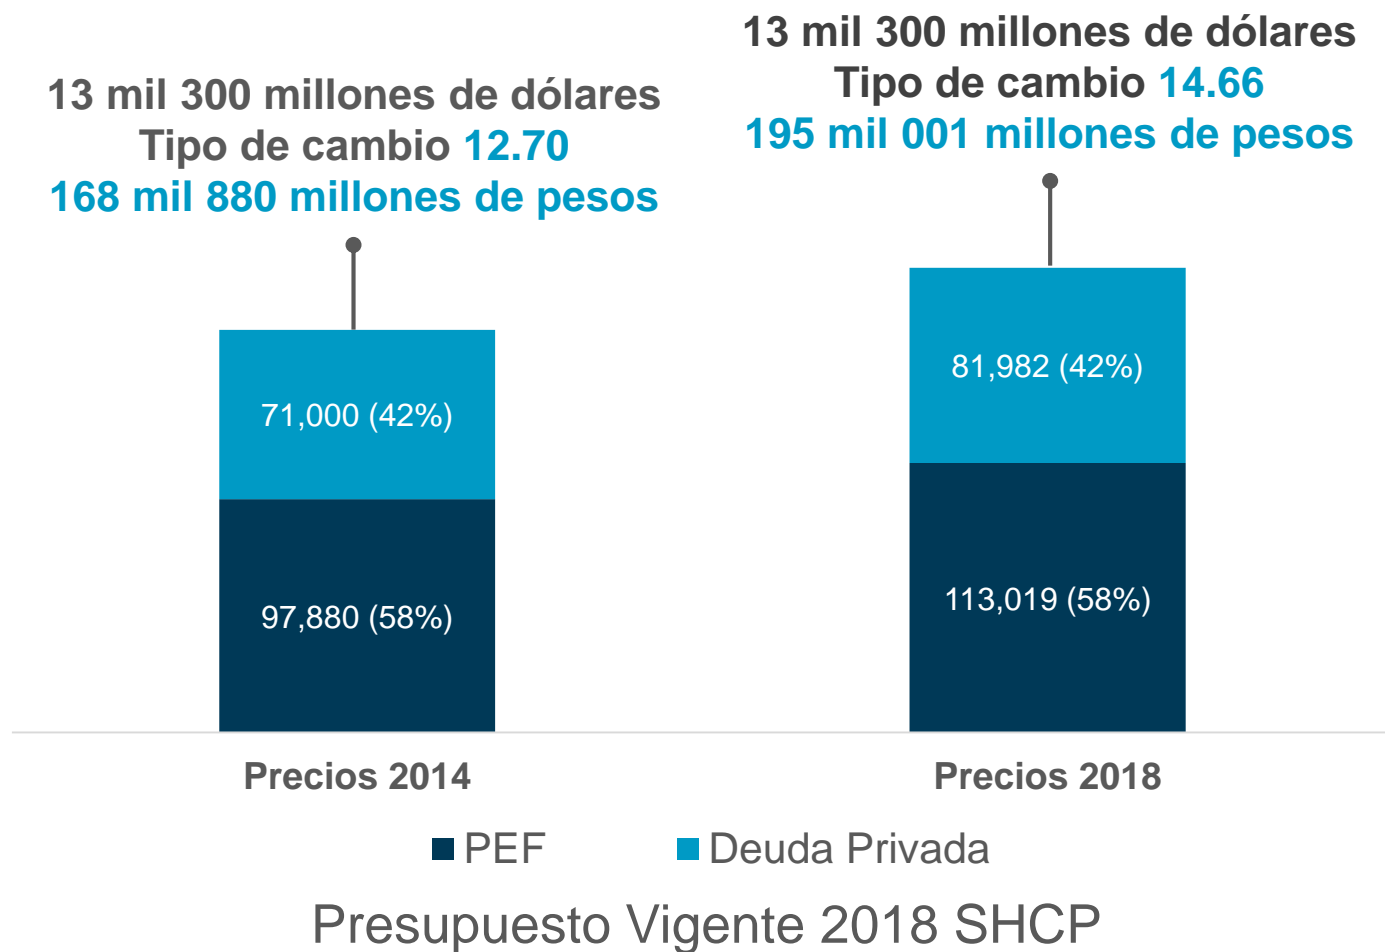 13 mil 300 millones de dólares
Tipo de cambio 12.70
168 mil 880 millones de pesos
13 mil 300 millones de dólares
Tipo de cambio 14.66
195 mil 001 millones de pesos
71,000 (42%)
97,880 (58%)
81,982 (42%)
113,019 (58%)
Precios 2014
Precios 2018
PEF
Deuda Privada
Presupuesto Vigente 2018 SHCP